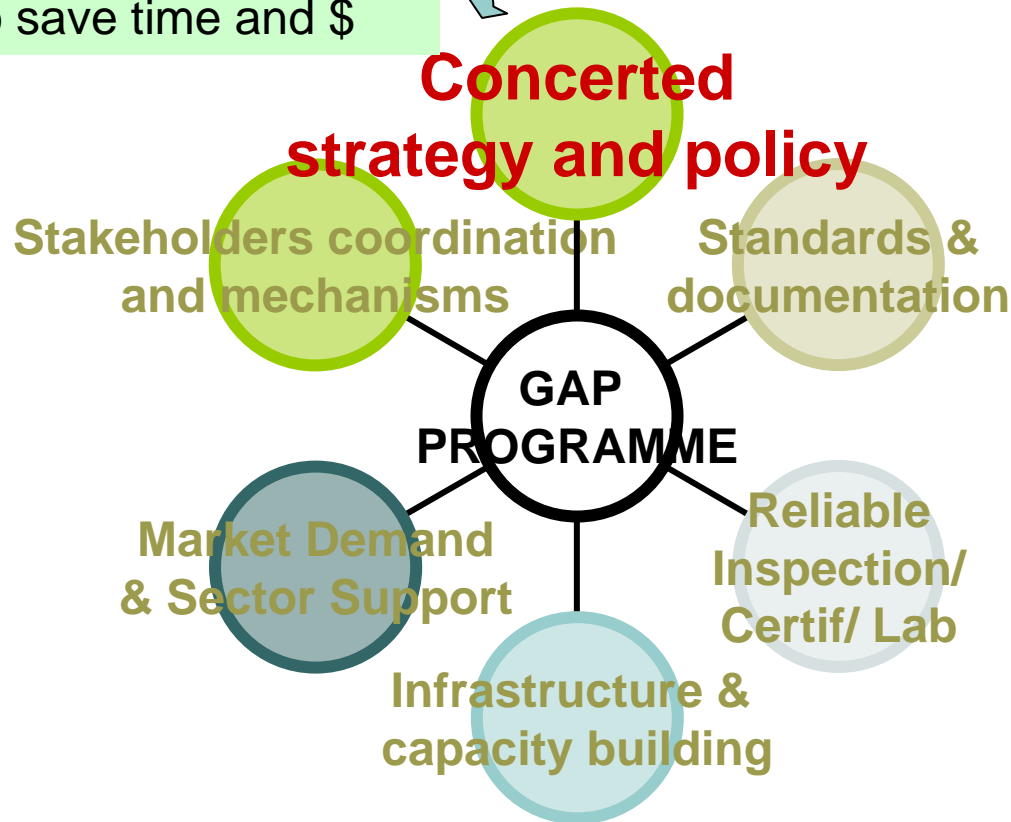 save time and $
Concerted
strategy and policy
Stakeholders coordination
and mechanisms
Standards &
documentation
GAP
PROGRAMME
Market Demand
& Sector Support
Reliable
Inspection/
Certif/ Lab
Infrastructure &
capacity building